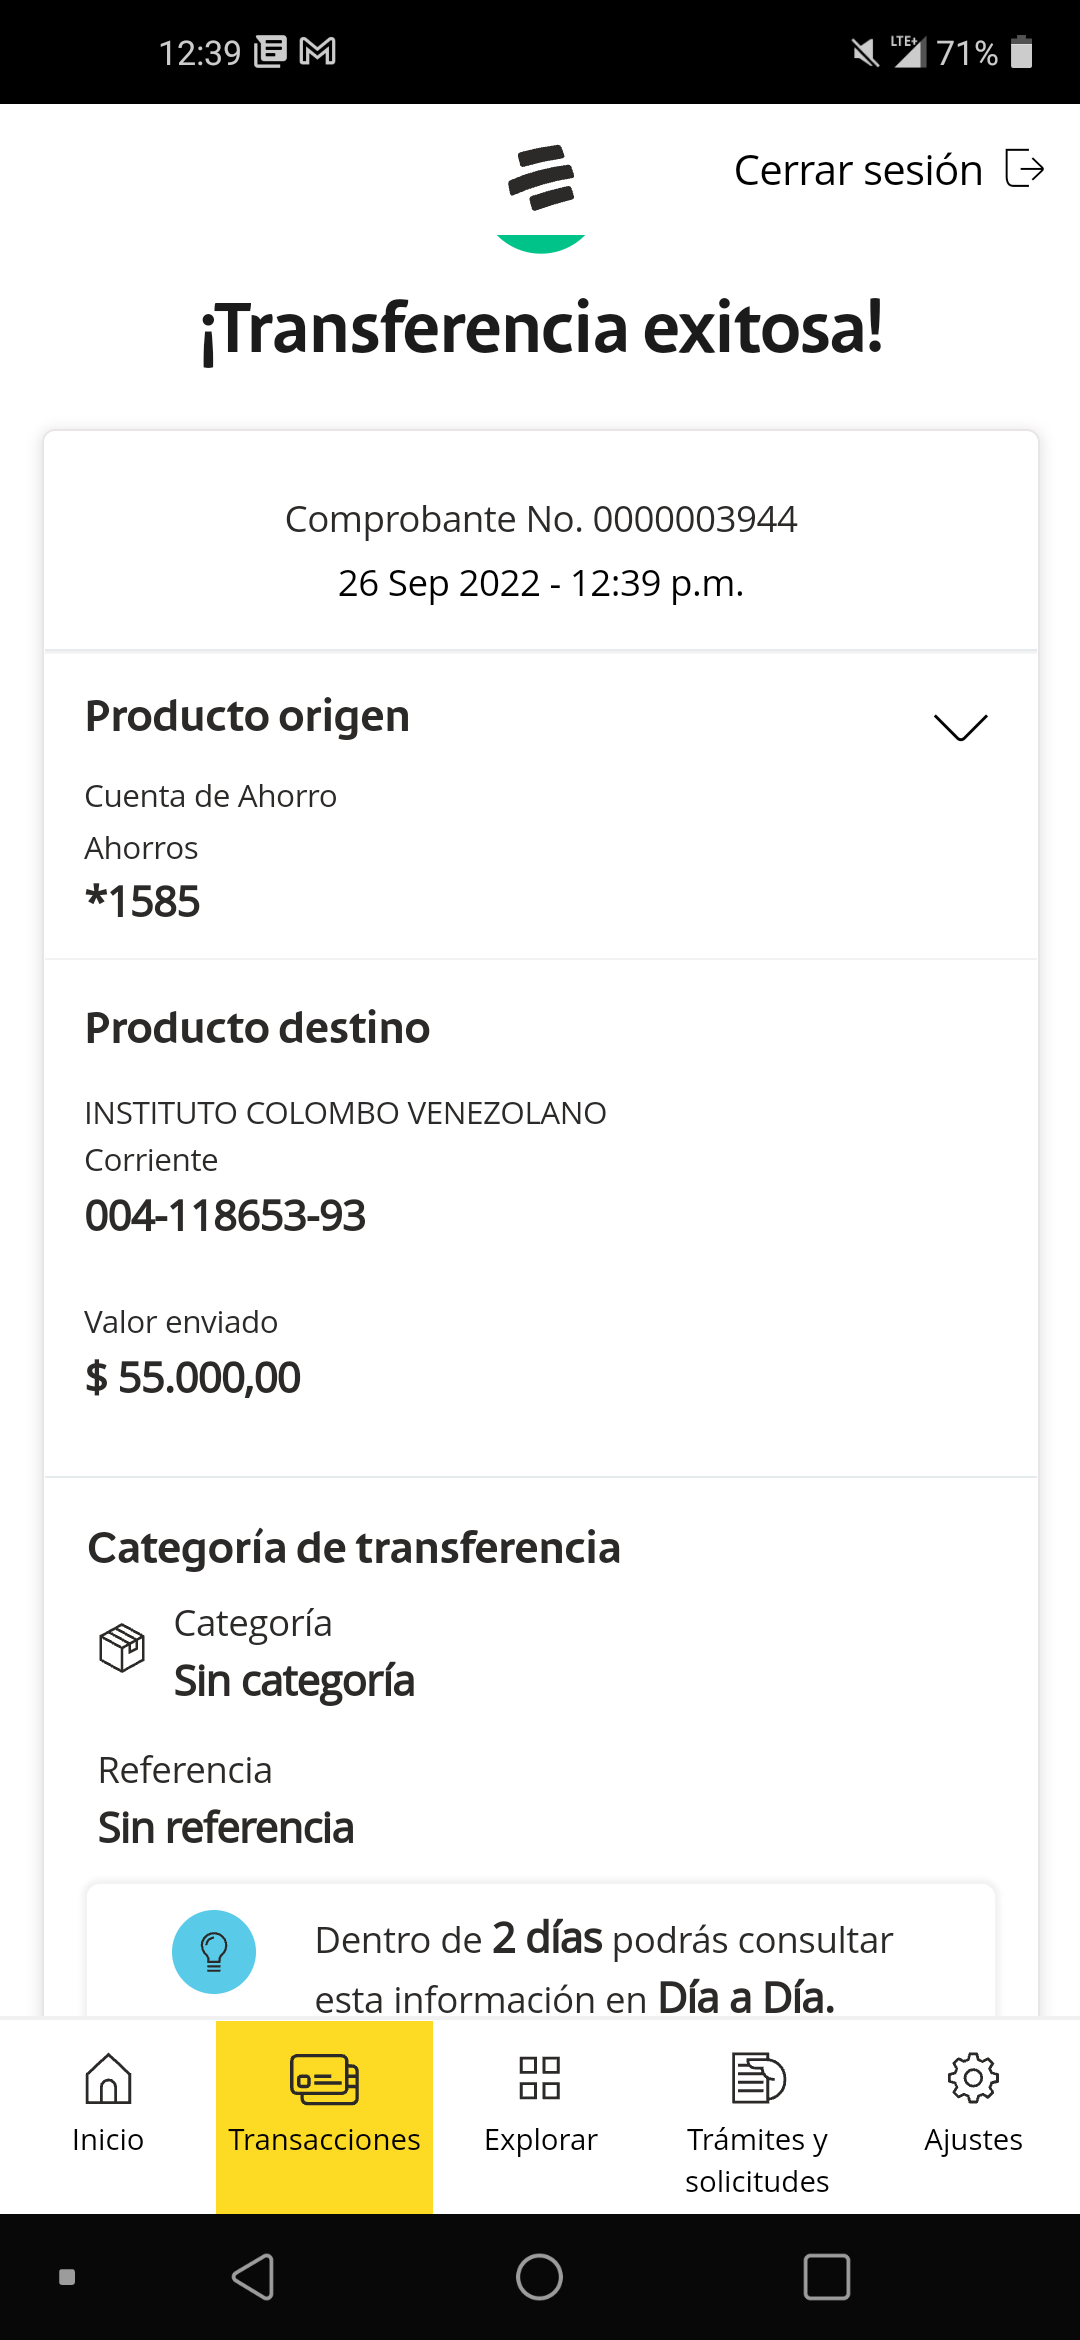 12:39
LTE+ 71%
Cerrar sesión
¡Transferencia exitosa!
Comprobante No. 0000003944
26 Sep 2022 - 12:39 p.m.
Producto origen
Cuenta de Ahorro
Ahorros
*1585
Producto destino
INSTITUTO COLOMBO VENEZOLANO
Corriente
004-118653-93
Valor enviado
$ 55.000,00
Categoría de transferencia
Categoría
Sin categoría
Referencia
Sin referencia
Dentro de 2 días podrás consultar
esta información en Día a Día.
Inicio
Transacciones
Explorar
Trámites y
solicitudes
Ajustes